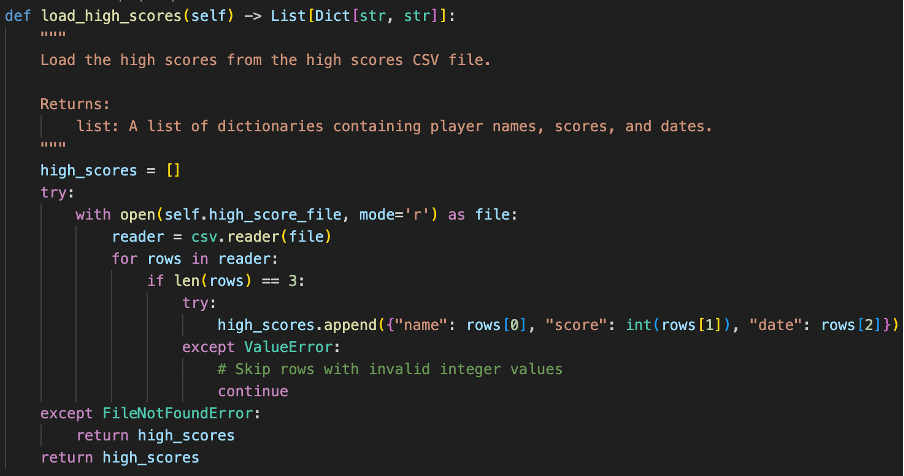 def load_high_scores(self) -> List[Dict[str, str]]:
    """
    Load the high scores from the high scores CSV file.

    Returns:
        list: A list of dictionaries containing player names, scores, and dates.
    """
    high_scores = []
    try:
        with open(self.high_score_file, mode='r') as file:
            reader = csv.reader(file)
            for rows in reader:
                if len(rows) == 3:
                    try:
                        high_scores.append({"name": rows[0], "score": int(rows[1]), "date": rows[2]})
                    except ValueError:
                        # Skip rows with invalid integer values
                        continue
    except FileNotFoundError:
        return high_scores
    return high_scores